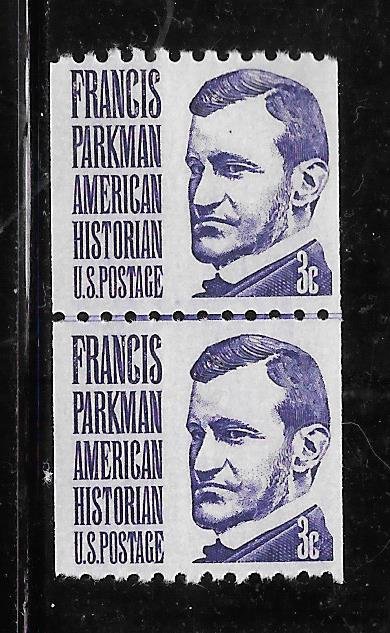 FRANCIS
PARKMAN
AMERICAN
HISTORIAN
U.S.POSTAGE
3c
FRANCIS
PARKMAN
AMERICAN
HISTORIAN
U.S.POSTAGE
3c